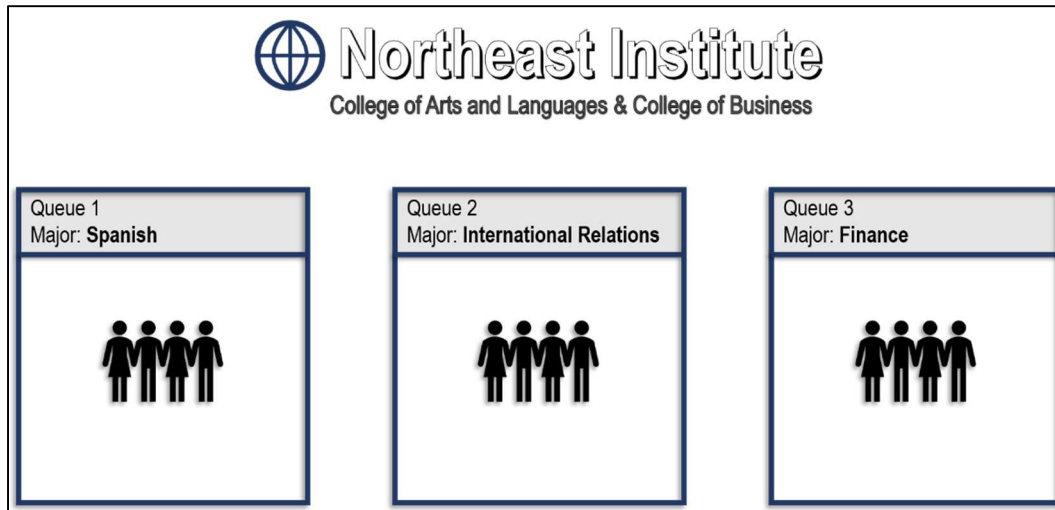 Northeast Institute
College of Arts and Languages & College of Business
Queue 1
Major: Spanish
Queue 2
Major: International Relations
Queue 3
Major: Finance